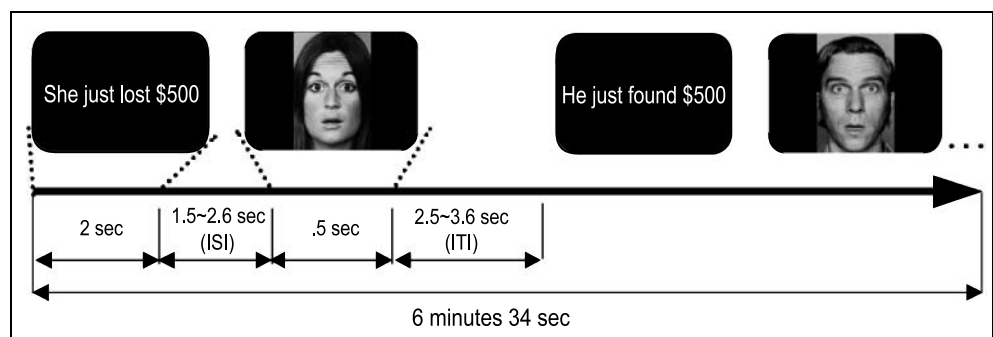 She just lost $500
He just found $500
2 sec
1.5~2.6 sec
(ISI)
.5 sec
2.5~3.6 sec
(ITI)
6 minutes 34 sec